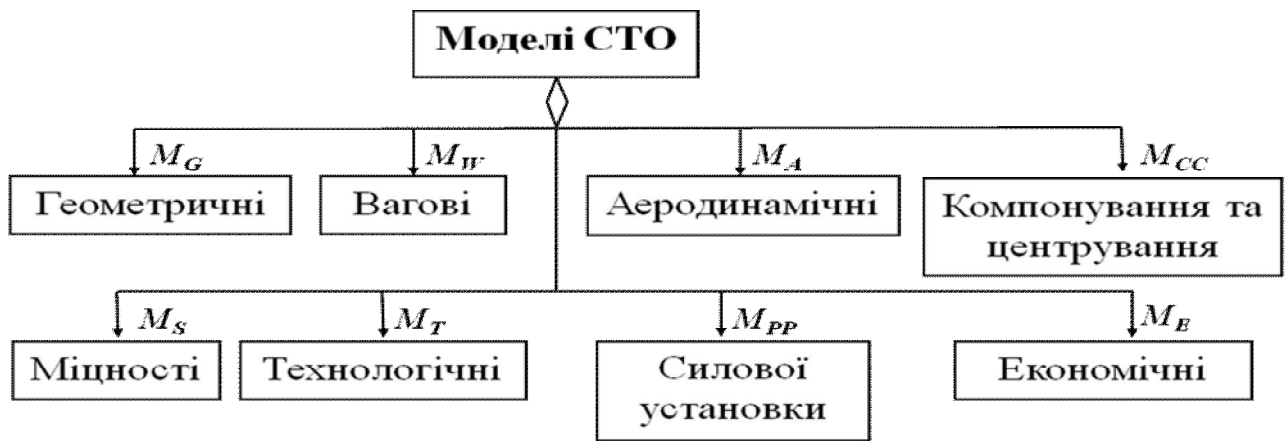 Моделі СТО
M_G
M_W
M_A
M_CC
Геометричні
Вагові
Аеродинамічні
Компонування та
центрування
M_S
M_T
M_PP
M_E
Міцності
Технологічні
Силової
установки
Економічні